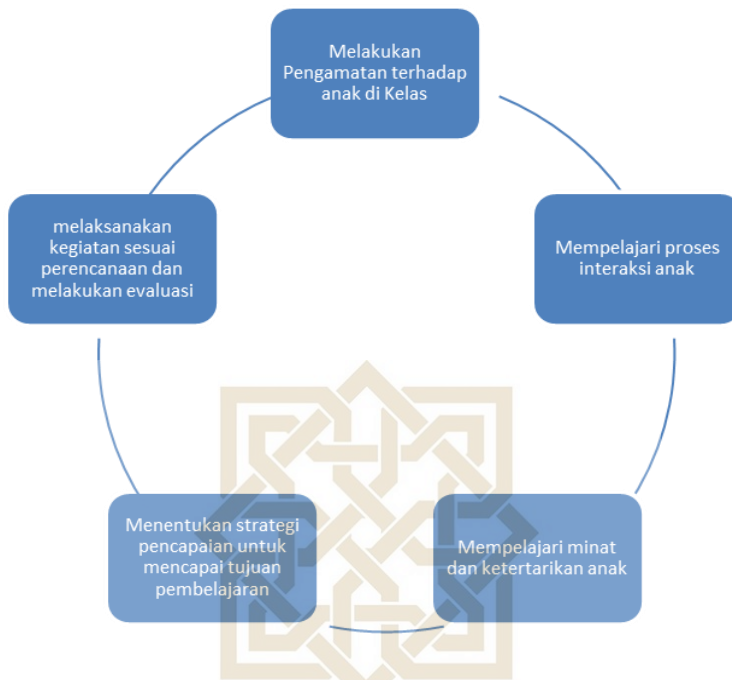 Melakukan
Pengamatan terhadap
anak di Kelas
Mempelajari proses
interaksi anak
Mempelajari minat
dan ketertarikan anak
Menentukan strategi
pencapaian untuk
mencapai tujuan
pembelajaran
melaksanakan
kegiatan sesuai
perencanaan dan
melakukan evaluasi